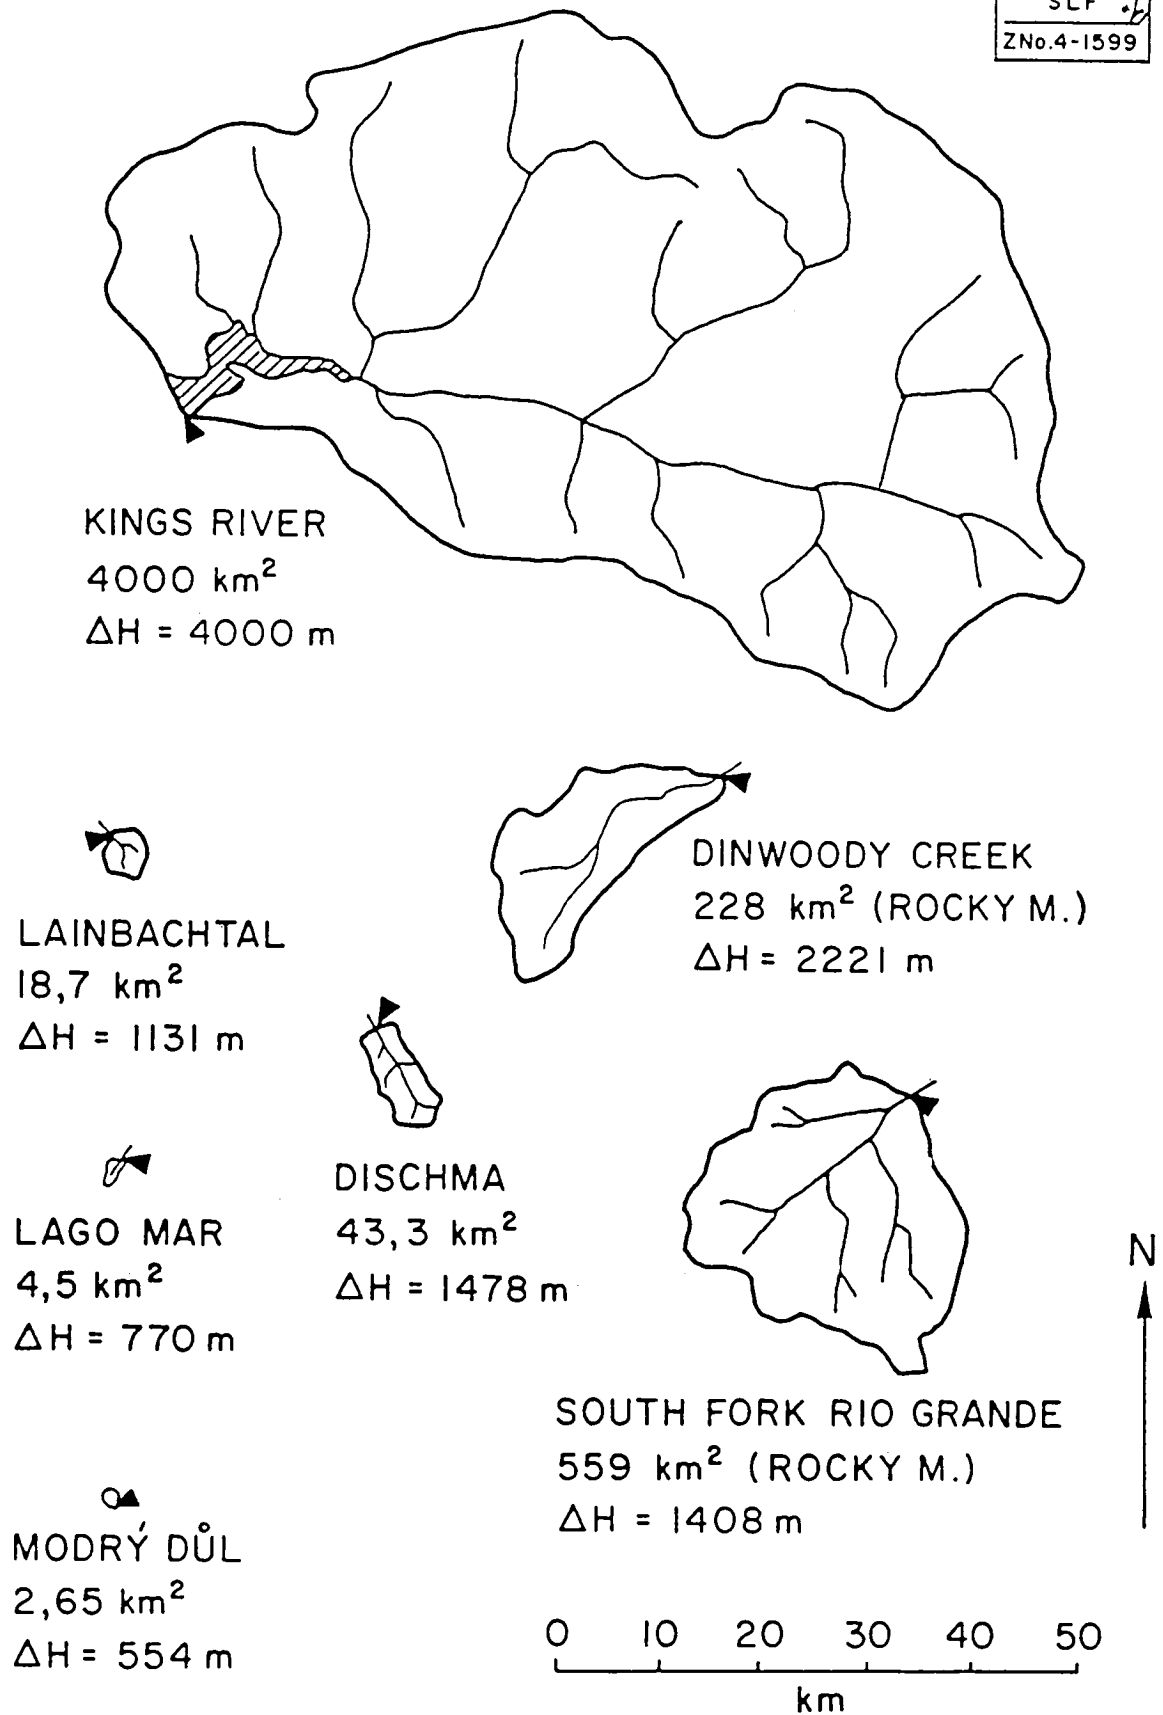 SLF
ZNo.4-1599
KINGS RIVER
4000 km²
ΔH = 4000 m
DINWOODY CREEK
228 km² (ROCKY M.)
ΔH = 2221 m
LAINBACHTAL
18,7 km²
ΔH = 1131 m
DISCHMA
43,3 km²
ΔH = 1478 m
LAGO MAR
4,5 km²
ΔH = 770 m
N
SOUTH FORK RIO GRANDE
559 km² (ROCKY M.)
ΔH = 1408 m
MODRÝ DŮL
2,65 km²
ΔH = 554 m
0 10 20 30 40 50
km